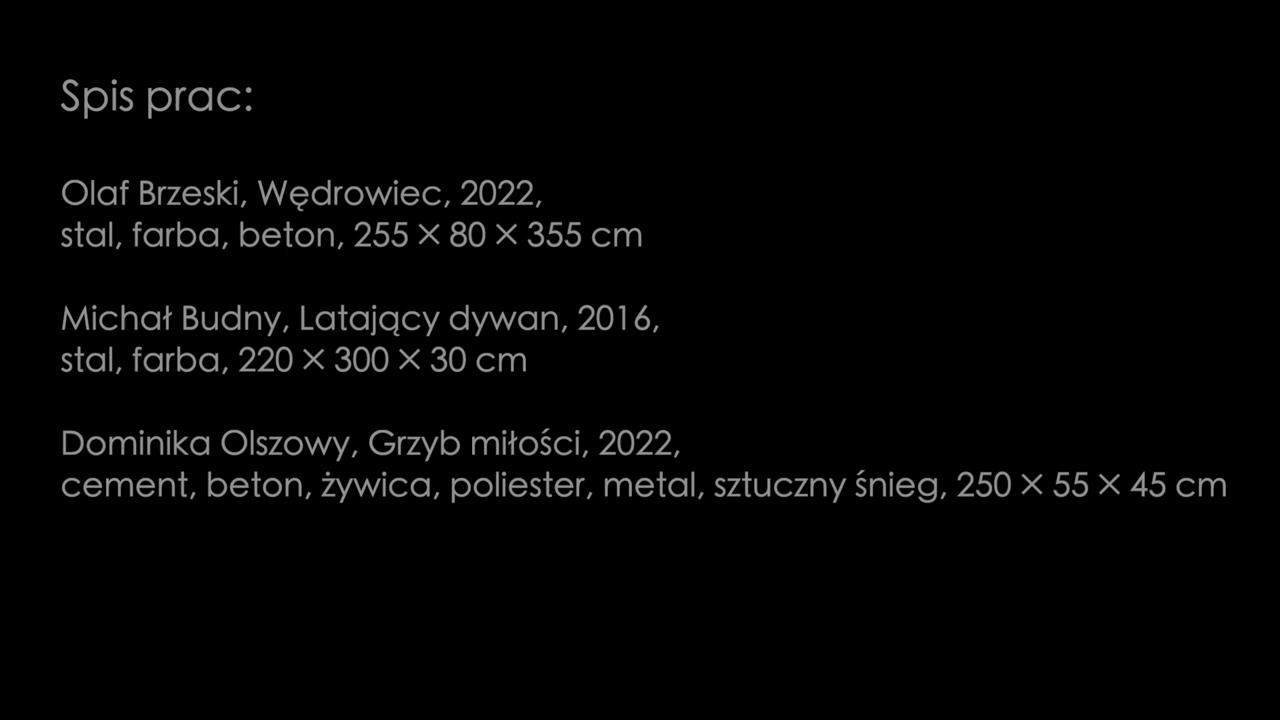 Spis prac:
Olaf Brzeski, Wędrowiec, 2022,
stal, farba, beton, 255 × 80 × 355 cm
Michał Budny, Latający dywan, 2016,
stal, farba, 220 × 300 × 30 cm
Dominika Olszowy, Grzyb miłości, 2022,
cement, beton, żywica, poliester, metal, sztuczny śnieg, 250 × 55 × 45 cm